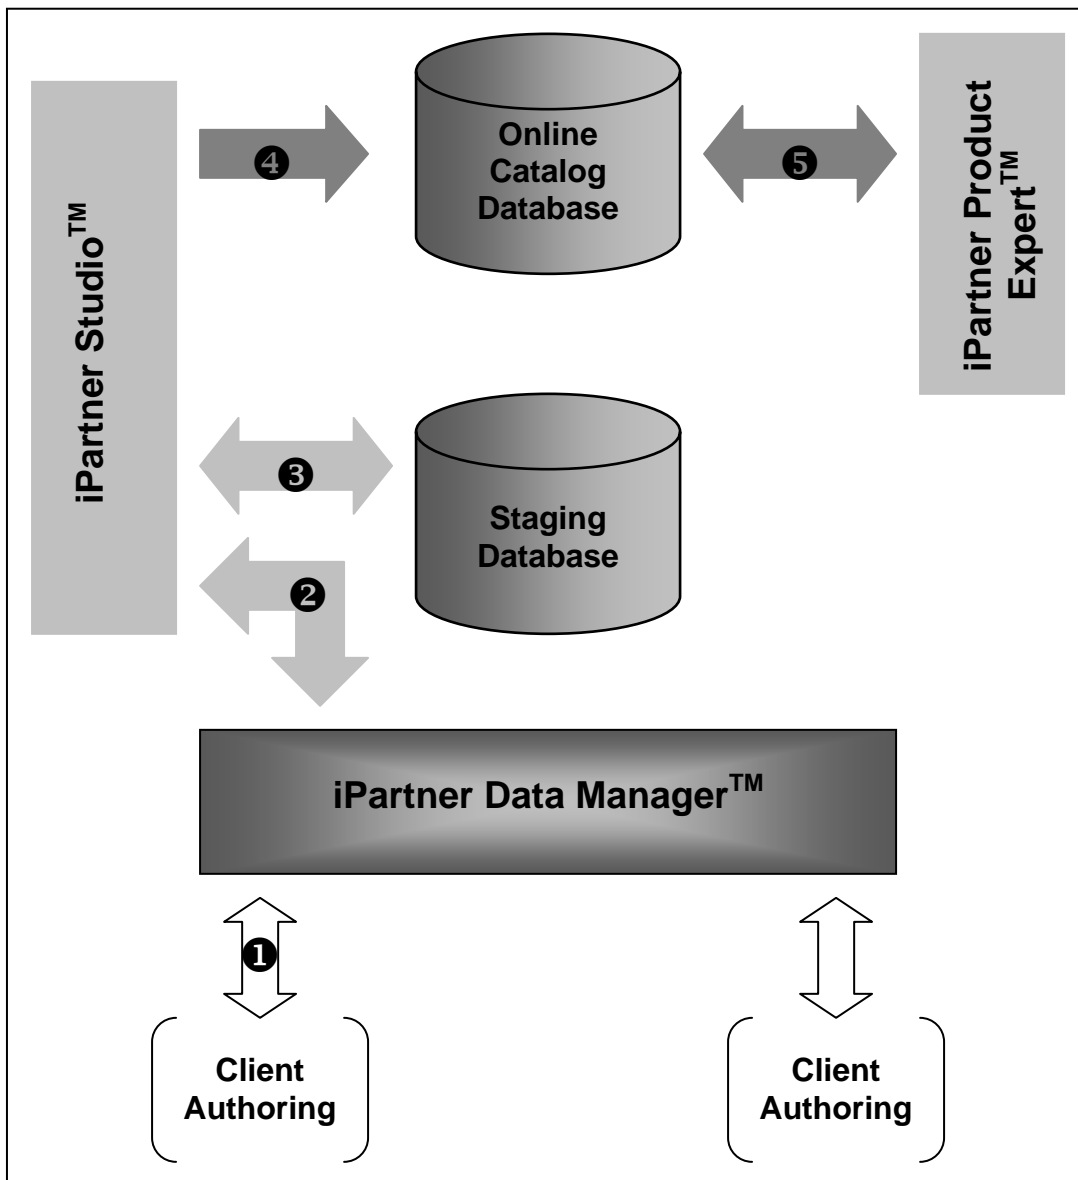 iPartner Studio™
❹
Online
Catalog
Database
❺
iPartner Product
Expert™
❸
Staging
Database
❷
iPartner Data Manager™
❶
Client
Authoring
Client
Authoring